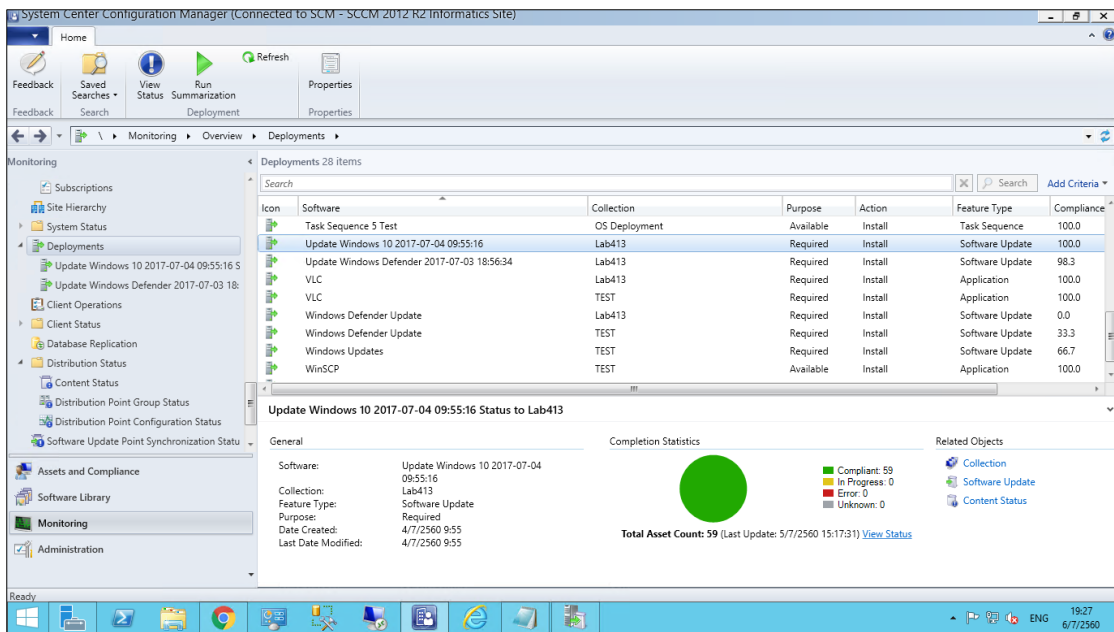 System Center Configuration Manager (Connected to SCM - SCCM 2012 R2 Informatics Site)
Home
Feedback
Saved Searches
View Status
Run Summarization
Refresh
Properties
Feedback
Search
Deployment
Properties
\ Monitoring Overview Deployments
Monitoring
Subscriptions
Site Hierarchy
System Status
Deployments
Update Windows 10 2017-07-04 09:55:16 S
Update Windows Defender 2017-07-03 18:
Client Operations
Client Status
Database Replication
Distribution Status
Content Status
Distribution Point Group Status
Distribution Point Configuration Status
Software Update Point Synchronization Statu
Assets and Compliance
Software Library
Monitoring
Administration
Deployments 28 items
Search Search Add Criteria
Icon Software Collection Purpose Action Feature Type Compliance
Task Sequence 5 Test OS Deployment Available Install Task Sequence 100.0
Update Windows 10 2017-07-04 09:55:16 Lab413 Required Install Software Update 100.0
Update Windows Defender 2017-07-03 18:56:34 Lab413 Required Install Software Update 98.3
VLC Lab413 Required Install Application 100.0
VLC TEST Required Install Application 100.0
Windows Defender Update Lab413 Required Install Software Update 0.0
Windows Defender Update TEST Required Install Software Update 33.3
Windows Updates TEST Required Install Software Update 66.7
WinSCP TEST Available Install Application 100.0
Update Windows 10 2017-07-04 09:55:16 Status to Lab413
General
Software: Update Windows 10 2017-07-04
09:55:16
Collection: Lab413
Feature Type: Software Update
Purpose: Required
Date Created: 4/7/2560 9:55
Last Date Modified: 4/7/2560 9:55
Completion Statistics
Compliant: 59
In Progress: 0
Error: 0
Unknown: 0
Total Asset Count: 59 (Last Update: 5/7/2560 15:17:31) View Status
Related Objects
Collection
Software Update
Content Status
Ready
ENG
19:27
6/7/2560